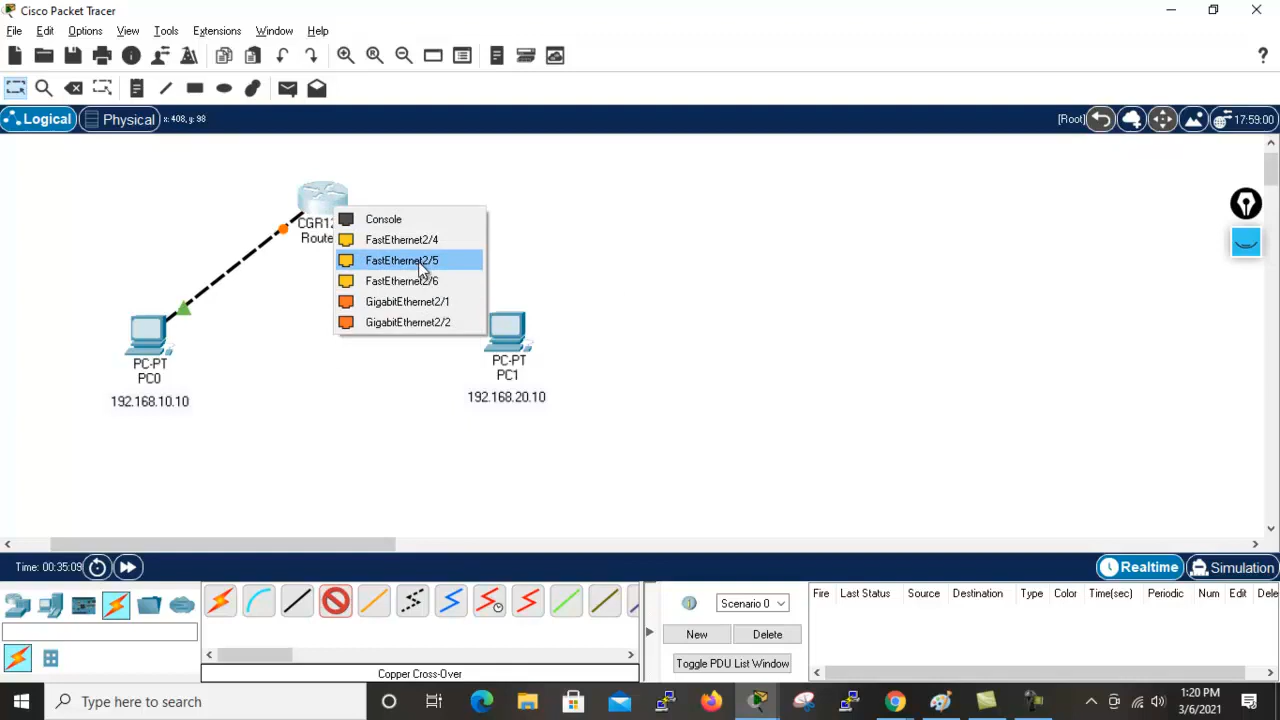 Cisco Packet Tracer
File Edit Options View Tools Extensions Window Help
Logical Physical x: 408, y: 98 [Root] 17:59:00
CGR12
Route
Console
FastEthernet2/4
FastEthernet2/5
FastEthernet2/6
GigabitEthernet2/1
GigabitEthernet2/2
PC-PT
PC0
192.168.10.10
PC-PT
PC1
192.168.20.10
Time: 00:35:09 Realtime Simulation
Scenario 0
New Delete
Toggle PDU List Window
Fire Last Status Source Destination Type Color Time(sec) Periodic Num Edit Dele
Copper Cross-Over
Type here to search
1:20 PM
3/6/2021